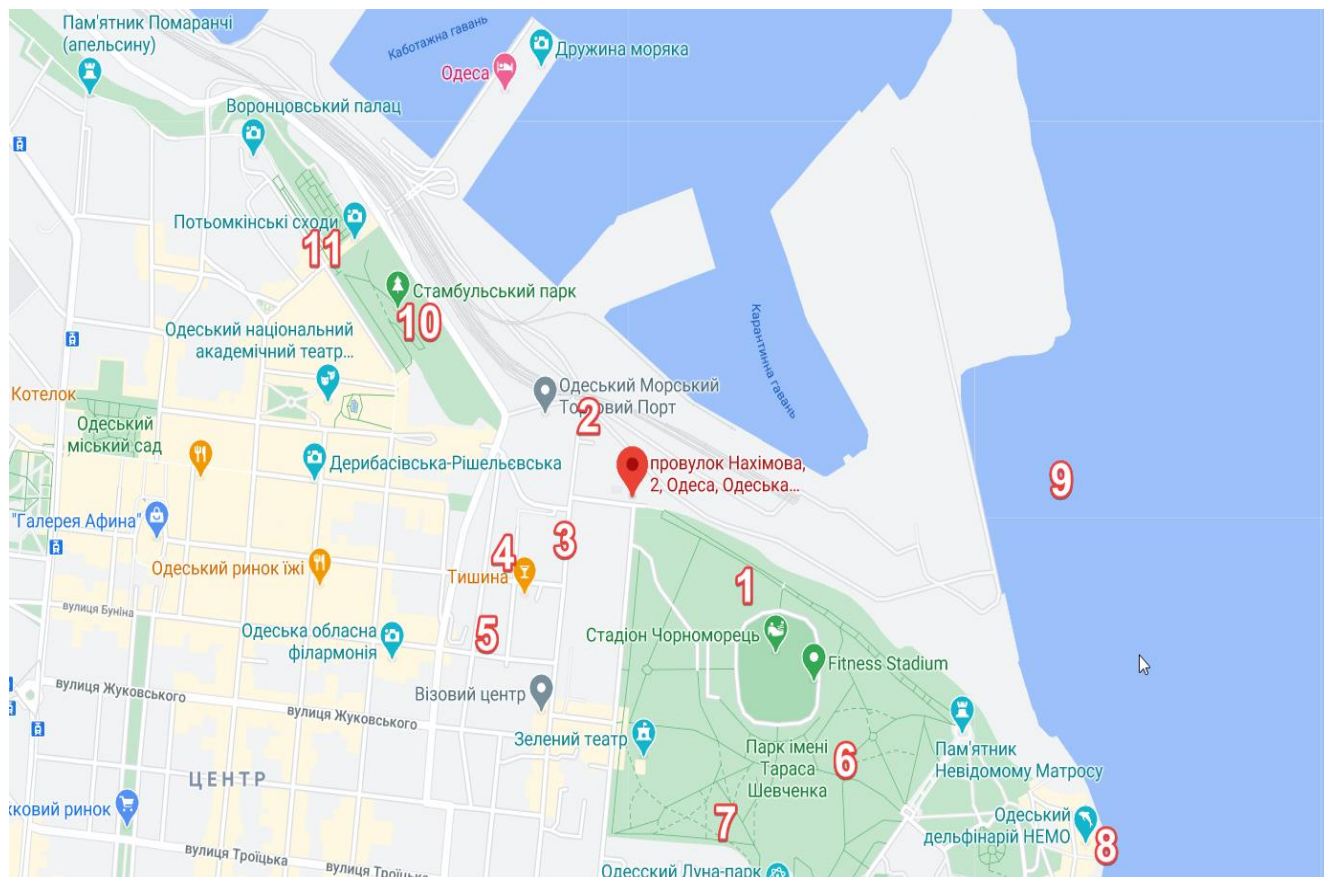 Пам'ятник Помаранчі
(апельсину)
Каботажна гавань
Дружина моряка
Одеса
Воронцовський палац
Потьомкінські сходи
11
Стамбульський парк
10
Одеський національний
академічний театр...
Карантинна гавань
Котелок
Одеський Морський
Торговий Порт
2
Одеський
міський сад
Дерибасівська-Рішельєвська
провулок Нахімова,
2, Одеса, Одеська...
9
"Галерея Афина"
3
4
Одеський ринок їжі
Тишина
1
вулиця Буніна
Одеська обласна
філармонія
5
Стадіон Чорноморець
Fitness Stadium
вулиця Жуковського
Візовий центр
вулиця Жуковського
Зелений театр
Парк імені
Тараса
Шевченка
6
Пам'ятник
Невідомому Матросу
ЦЕНТР
ковий ринок
7
Одеський
дельфінарій НЕМО
8
вулиця Троїцька
вулиця Троїцька
Одесский Луна-парк